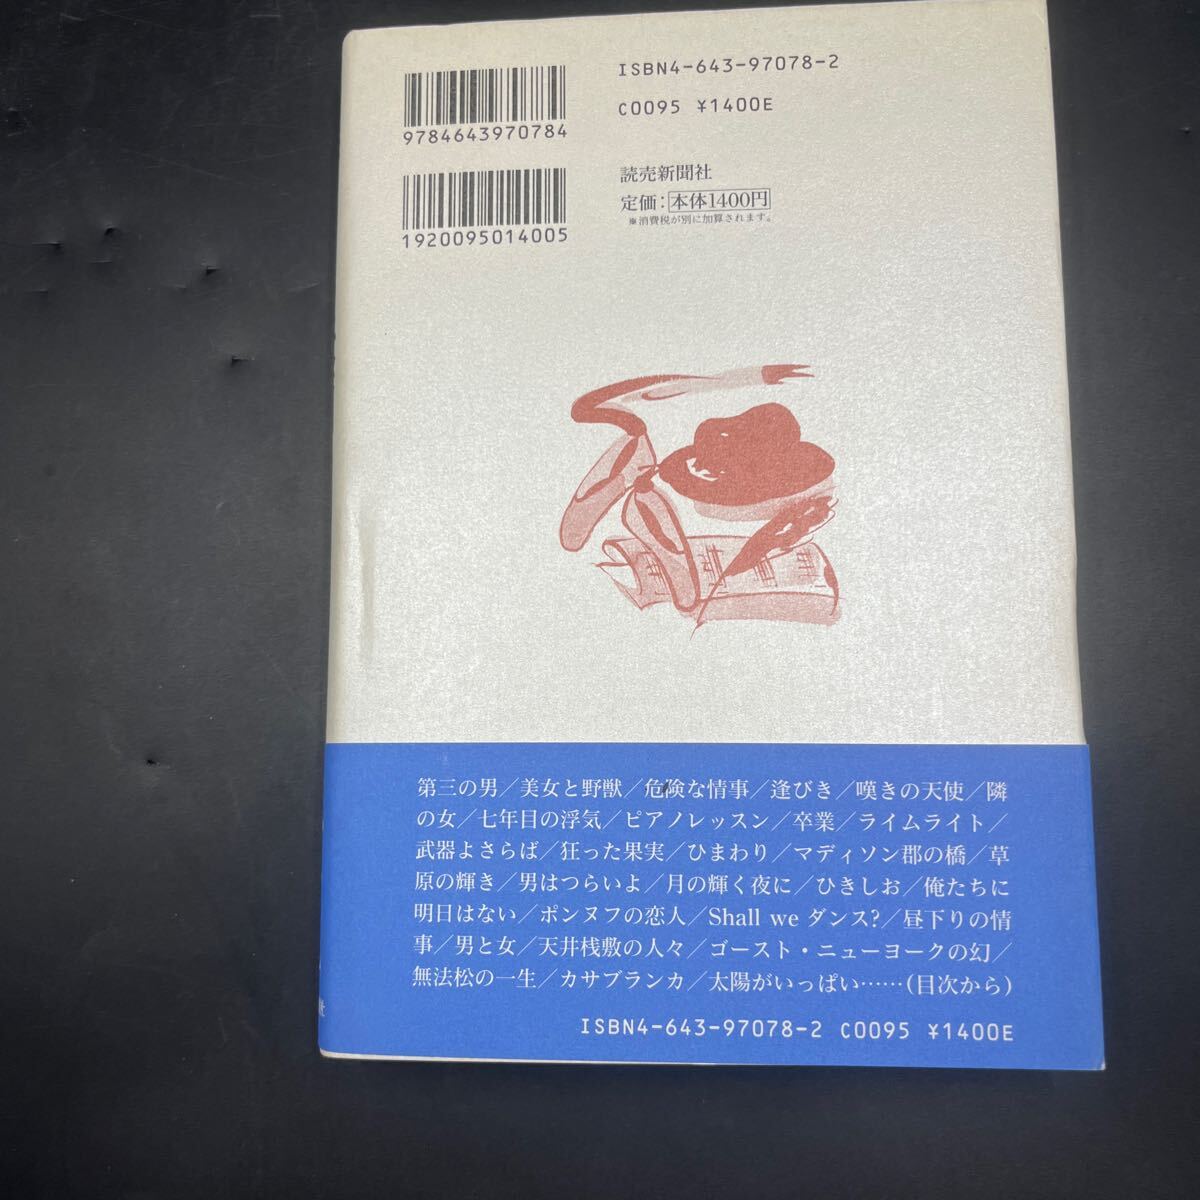 ISBN4-643-97078-2
C0095 ¥1400E
9784643970784
読売新聞社
定価:本体1400円
※消費税が別に加算されます。
1920095014005
第三の男/美女と野獣/危険な情事/逢びき/嘆きの天使/隣
の女/七年目の浮気/ピアノレッスン/卒業/ライムライト/
武器よさらば/狂った果実/ひまわり/マディソン郡の橋/草
原の輝き/男はつらいよ/月の輝く夜に/ひきしお/俺たちに
明日はない/ポンヌフの恋人/Shall we ダンス?/昼下りの情
事/男と女/天井桟敷の人々/ゴースト・ニューヨークの幻/
無法松の一生/カサブランカ/太陽がいっぱい……(目次から)
ISBN4-643-97078-2 C0095 ¥1400E